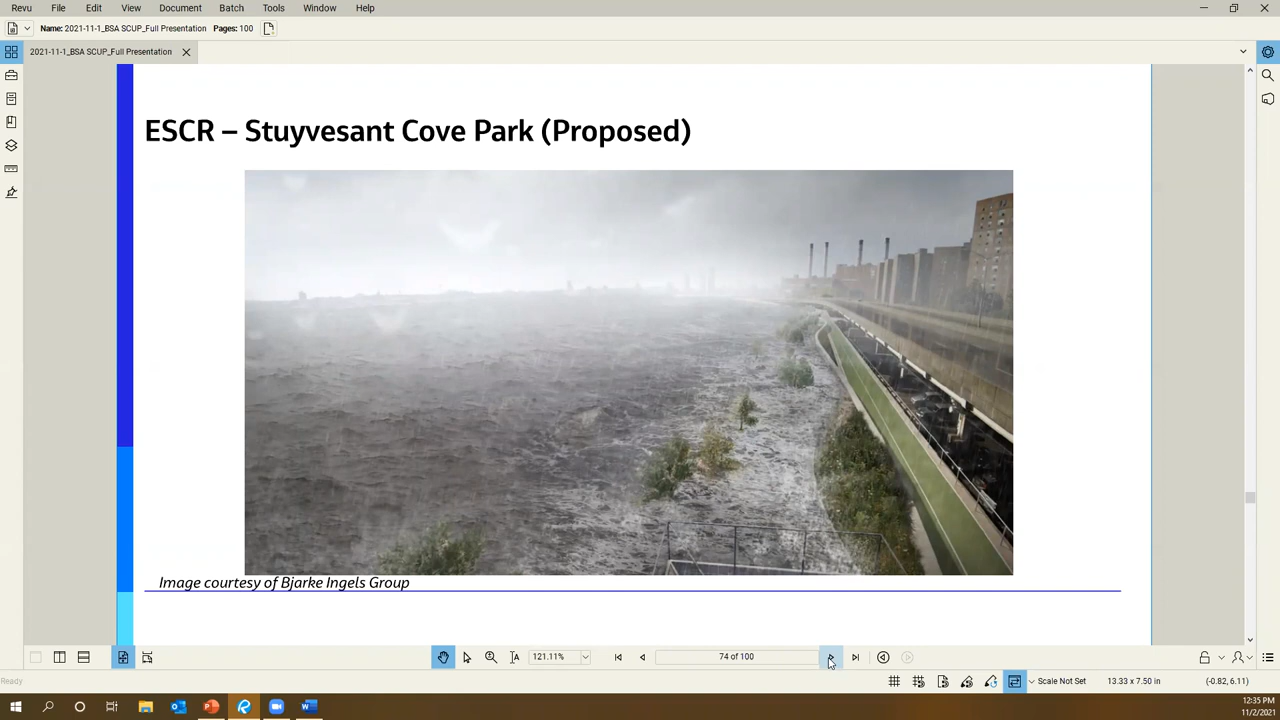 Revu File Edit View Document Batch Tools Window Help
Name: 2021-11-1_BSA SCUP_Full Presentation Pages: 100
2021-11-1_BSA SCUP_Full Presentation
ESCR – Stuyvesant Cove Park (Proposed)
Image courtesy of Bjarke Ingels Group
121.11% 74 of 100
Ready Scale Not Set 13.33 x 7.50 in (-0.82, 6.11)
12:35 PM
11/2/2021